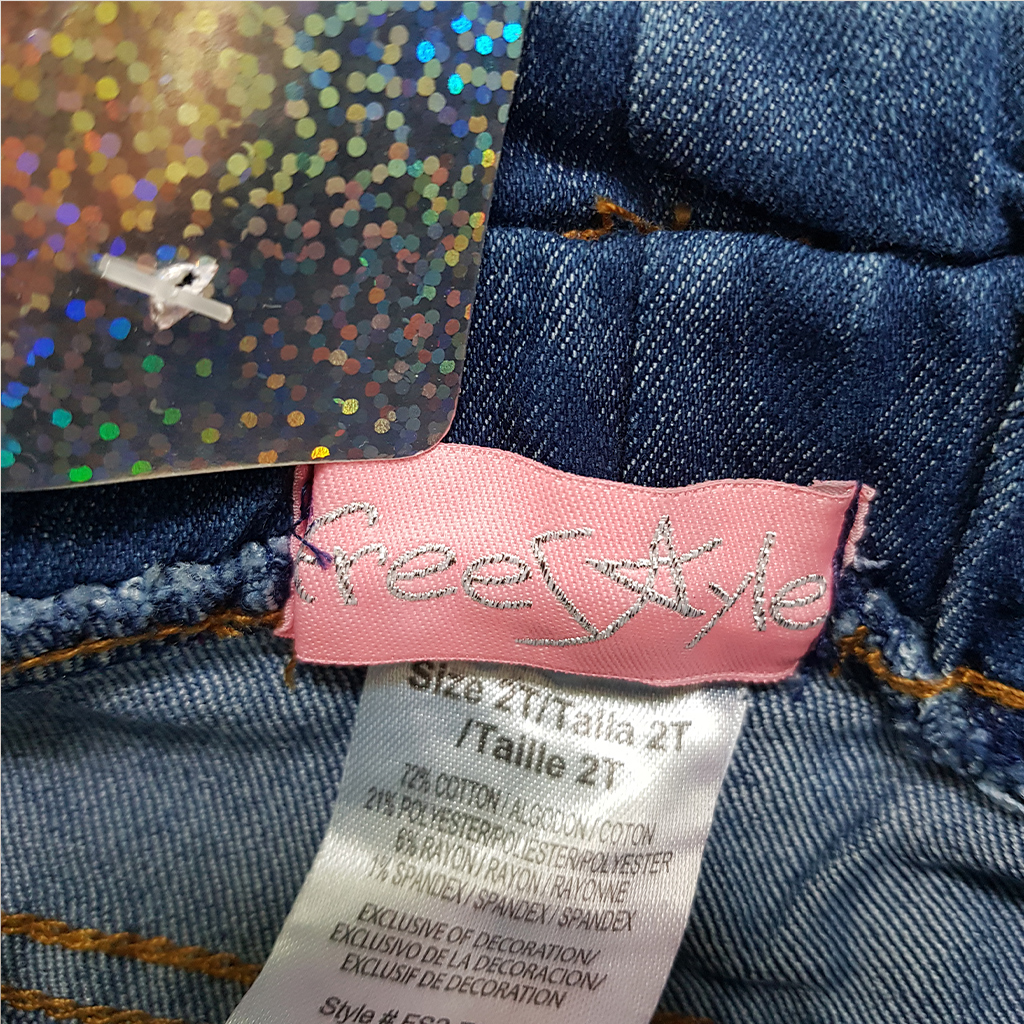 freestyle
Size 2T/Talla 2T
/Taille 2T
72% COTTON / ALGODON / COTON
21% POLYESTER/POLIESTER/POLYESTER
6% RAYON / RAYON / RAYONNE
1% SPANDEX / SPANDEX / SPANDEX
EXCLUSIVE OF DECORATION/
EXCLUSIVO DE LA DECORACION/
EXCLUSIF DE DECORATION
Style #